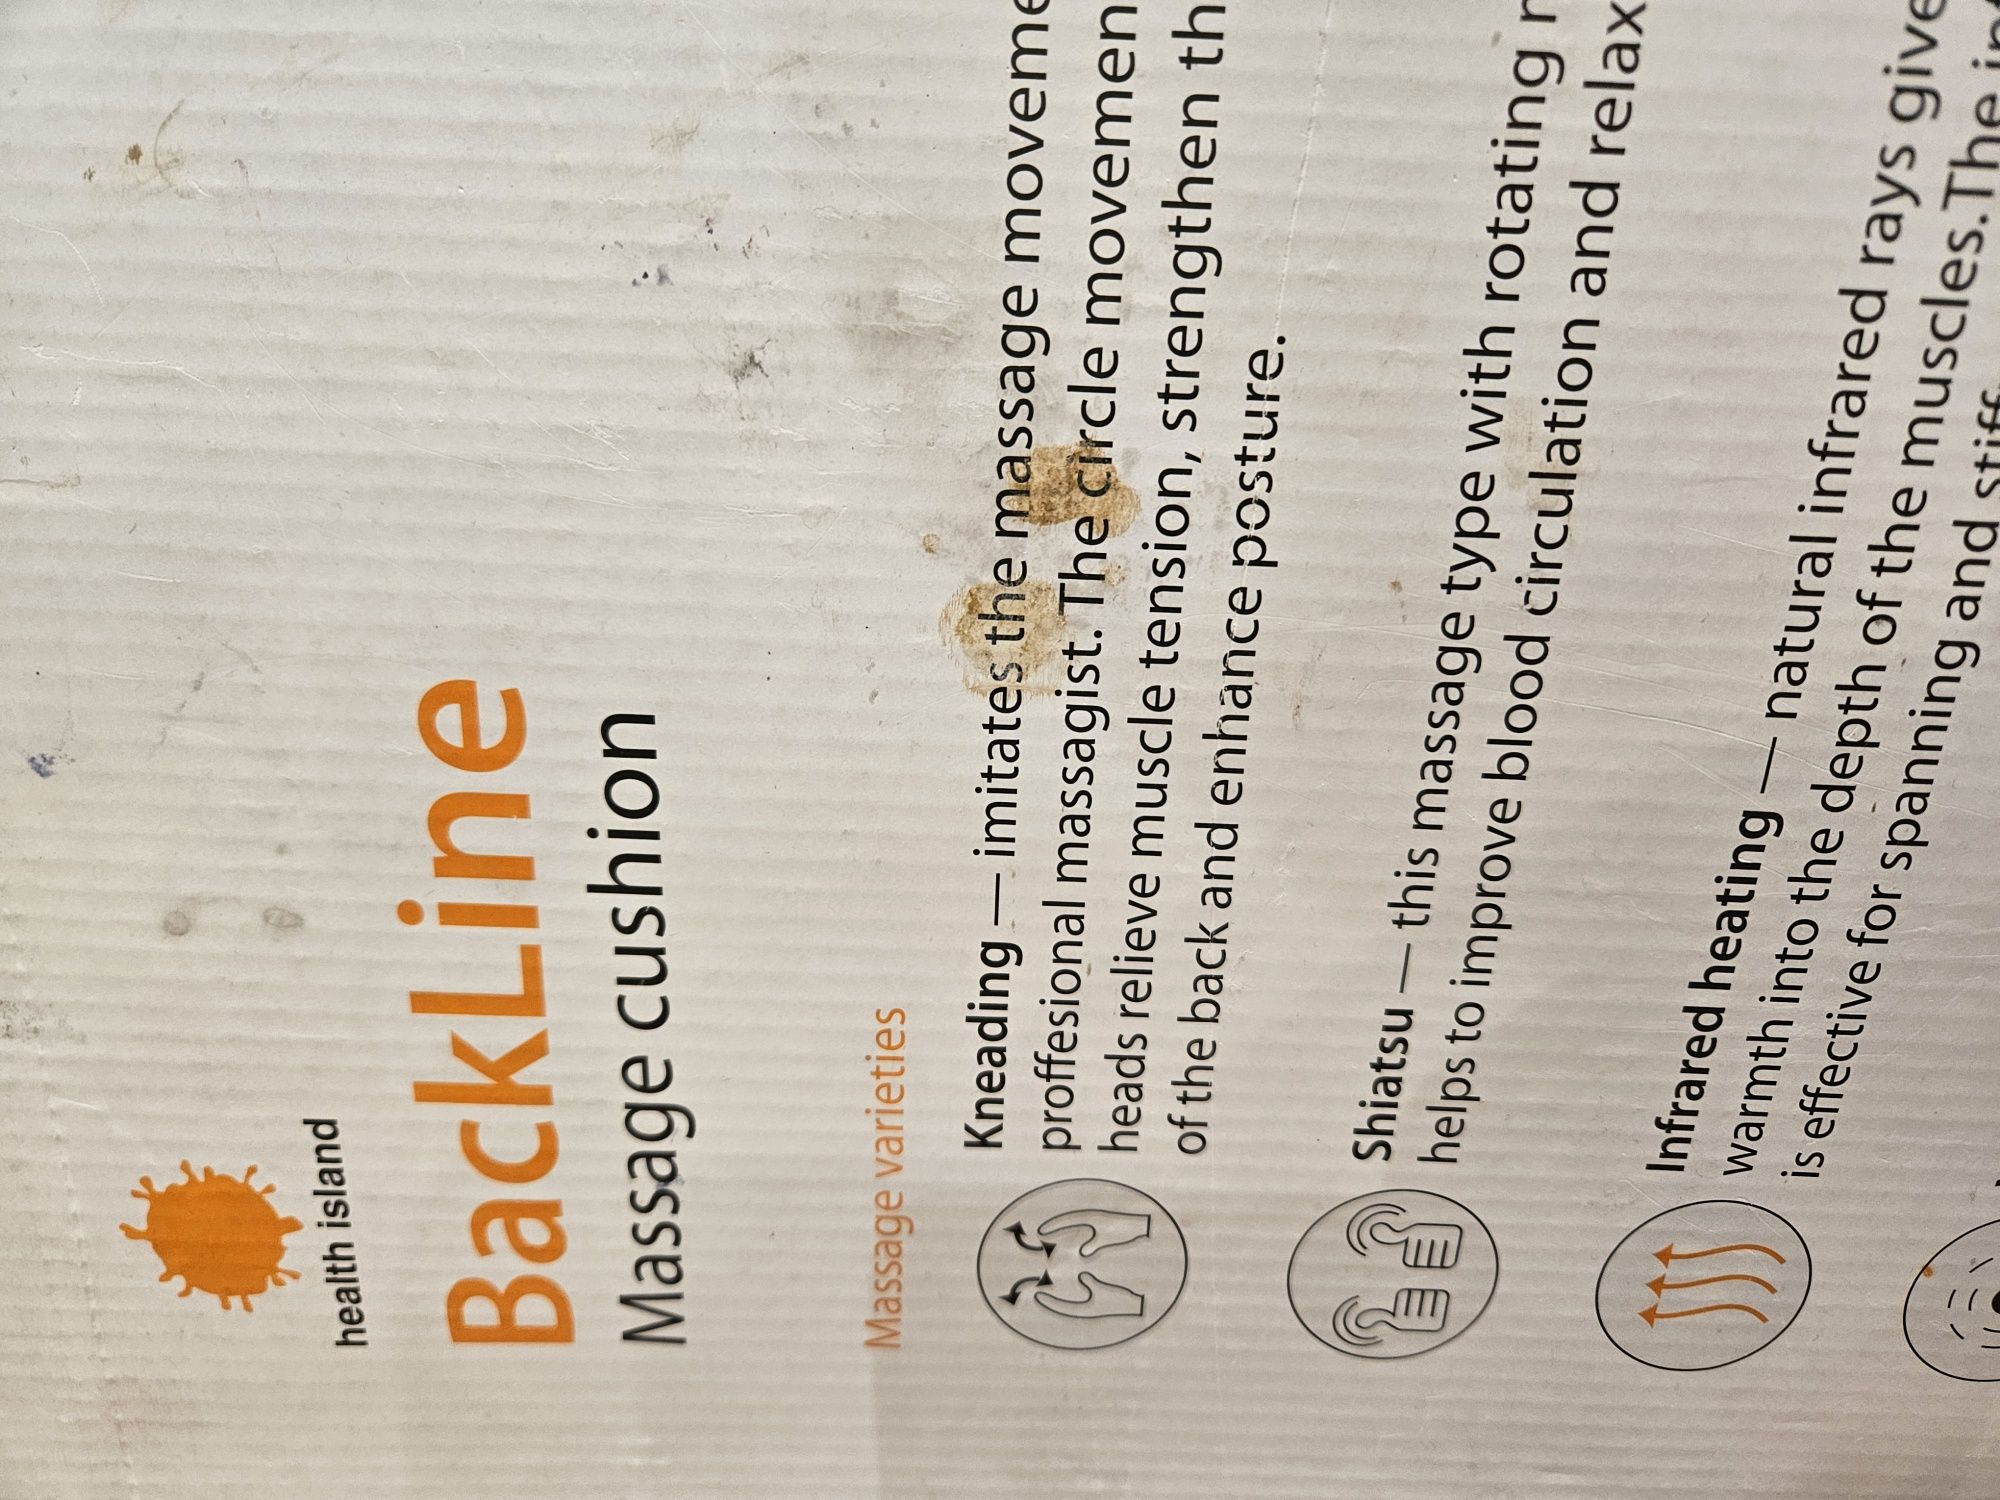 health island
BackLine
Massage cushion
Massage varieties
Kneading — imitates the massage moveme
proffesional massagist. The circle movemen
heads relieve muscle tension, strengthen th
of the back and enhance posture.
Shiatsu — this massage type with rotating
helps to improve blood circulation and relax
Infrared heating — natural infrared rays give
warmth into the depth of the muscles. The
is effective for spanning and stiff